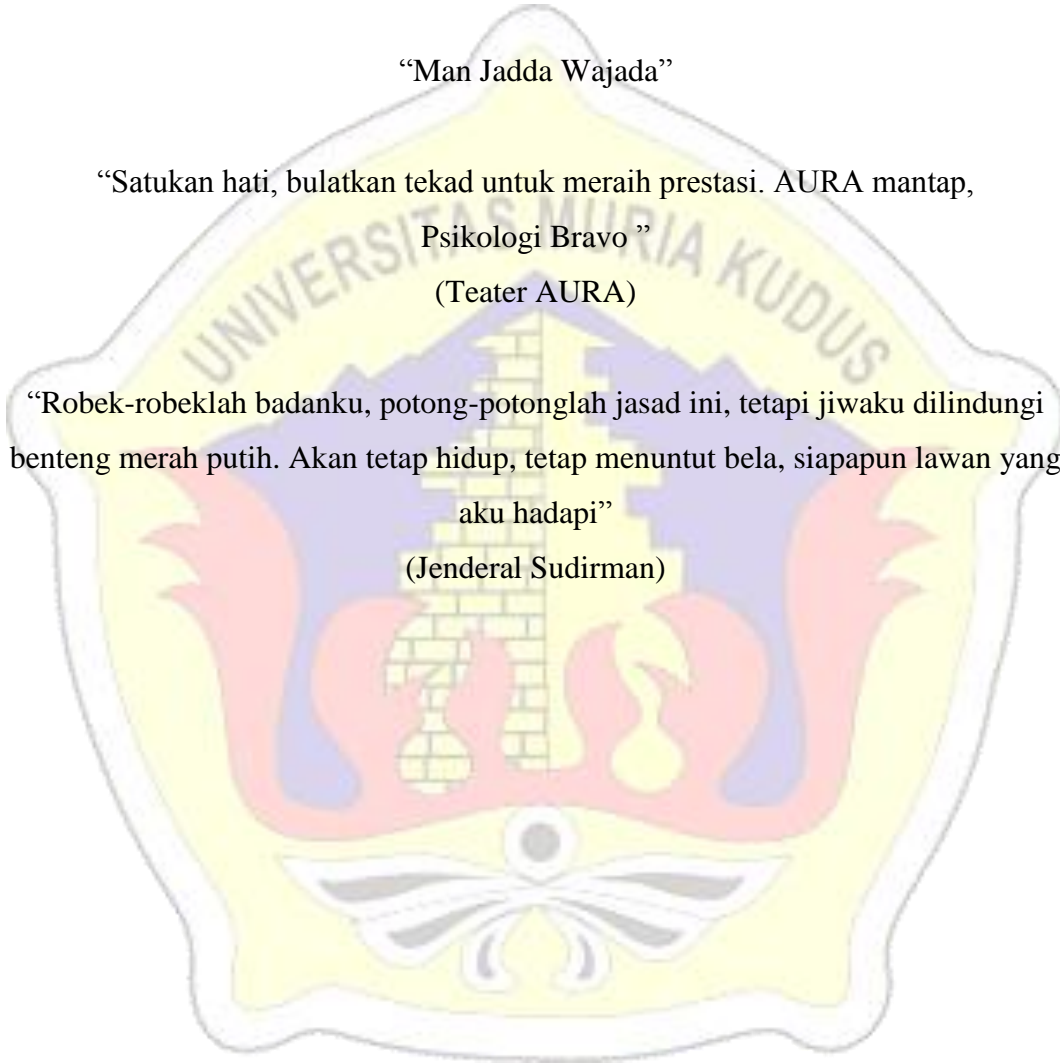 “Man Jadda Wajada”
“Satukan hati, bulatkan tekad untuk meraih prestasi. AURA mantap,
Psikologi Bravo ”
(Teater AURA)
UNIVERSITAS MURIA KUDUS
“Robek-robeklah badanku, potong-potonglah jasad ini, tetapi jiwaku dilindungi
benteng merah putih. Akan tetap hidup, tetap menuntut bela, siapapun lawan yang
aku hadapi”
(Jenderal Sudirman)